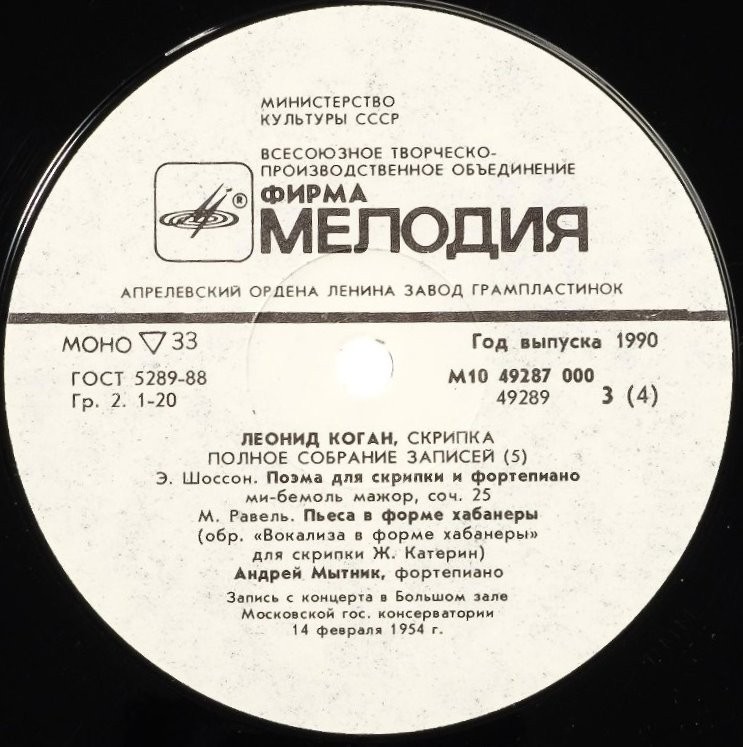 МИНИСТЕРСТВО
КУЛЬТУРЫ СССР
ВСЕСОЮЗНОЕ ТВОРЧЕСКО-
ПРОИЗВОДСТВЕННОЕ ОБЪЕДИНЕНИЕ
ФИРМА
®
МЕЛОДИЯ
АПРЕЛЕВСКИЙ ОРДЕНА ЛЕНИНА ЗАВОД ГРАМПЛАСТИНОК
МОНО ▽ 33
Год выпуска 1990
ГОСТ 5289-88
М10 49287 000
Гр. 2. 1-20
49289 3 (4)
ЛЕОНИД КОГАН, СКРИПКА
ПОЛНОЕ СОБРАНИЕ ЗАПИСЕЙ (5)
Э. Шоссон. Поэма для скрипки и фортепиано
ми-бемоль мажор, соч. 25
М. Равель. Пьеса в форме хабанеры
(обр. «Вокализа в форме хабанеры»
для скрипки Ж. Катерин)
Андрей Мытник, фортепиано
Запись с концерта в Большом зале
Московской гос. консерватории
14 февраля 1954 г.